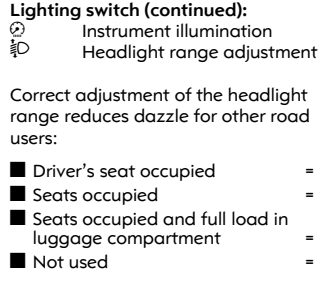 Lighting switch (continued):
Instrument illumination
Headlight range adjustment
Correct adjustment of the headlight
range reduces dazzle for other road
users:
■ Driver's seat occupied =
■ Seats occupied =
■ Seats occupied and full load in
luggage compartment =
■ Not used =